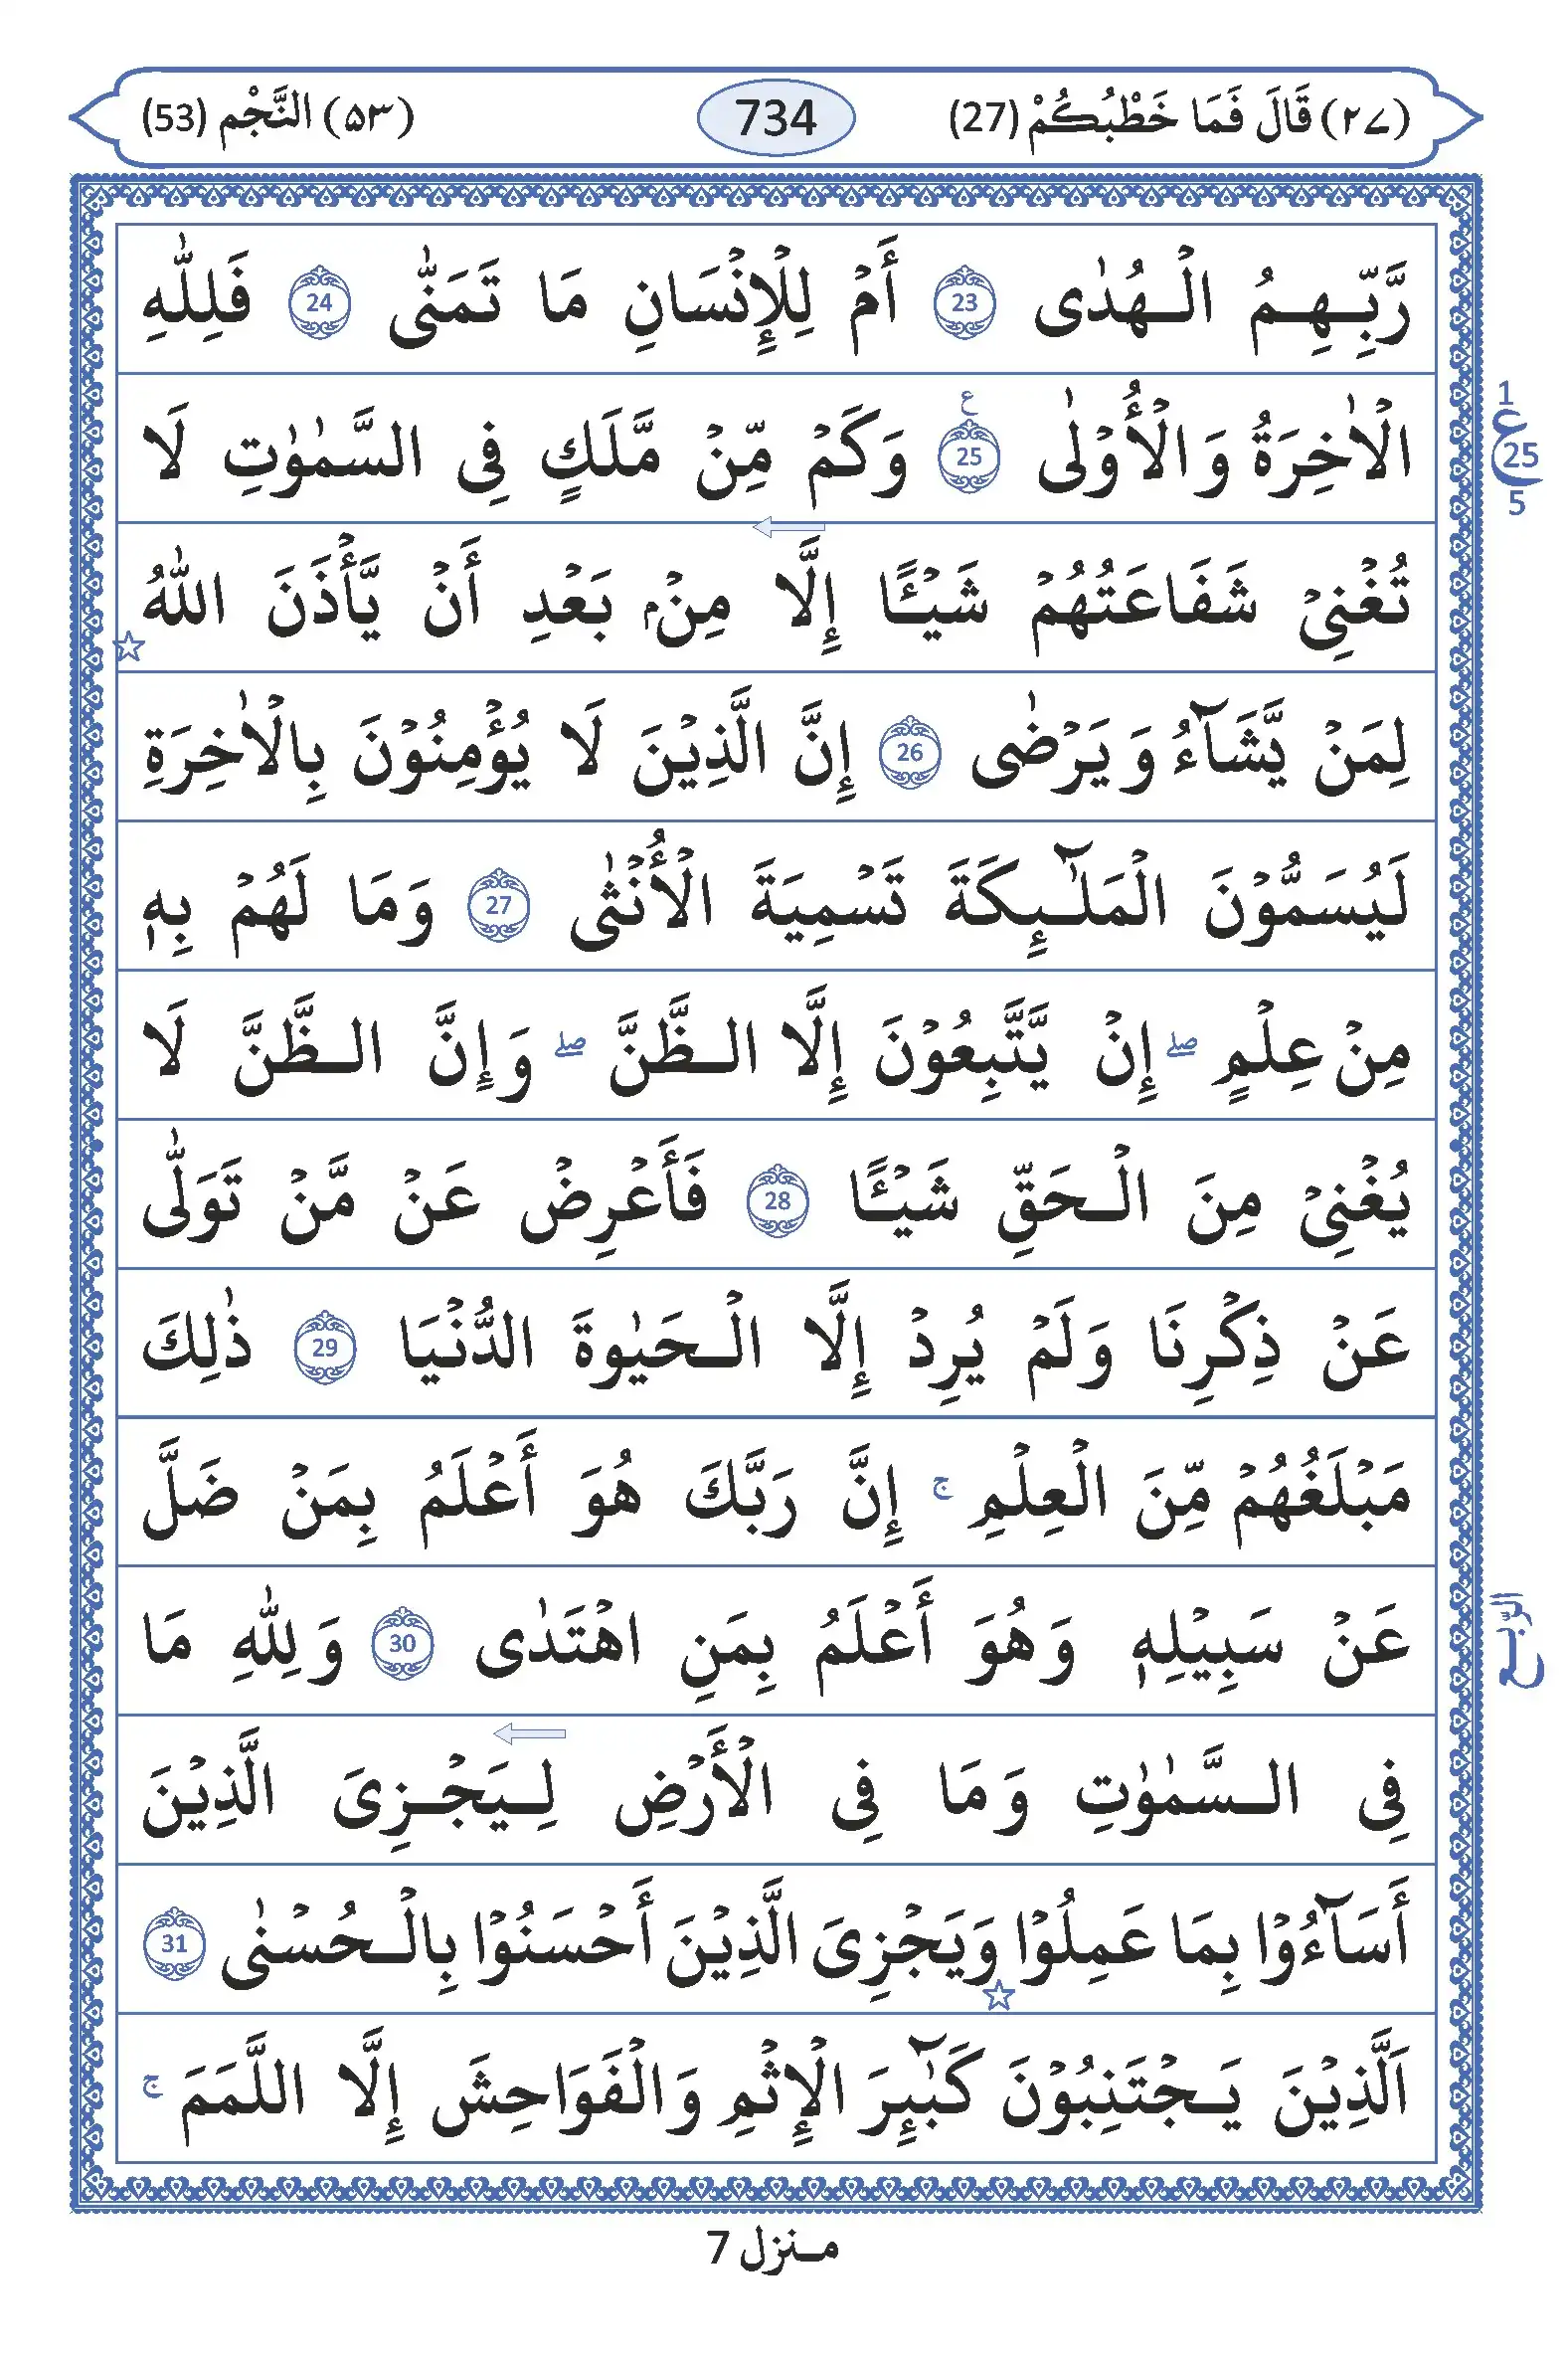 (٢٧) قَالَ فَمَا خَطْبُكُمْ (27) 734 (٥٣) النَّجْم (53)
رَّبِّهِمُ الْهُدٰى 23 أَمْ لِلْإِنْسَانِ مَا تَمَنّٰى 24 فَلِلّٰهِ
الْاٰخِرَةُ وَالْأُوْلٰى 25 ع وَكَمْ مِّنْ مَّلَكٍ فِى السَّمٰوٰتِ لَا
1 ع 25 5
تُغْنِىْ شَفَاعَتُهُمْ شَيْـًٔا إِلَّا مِنْۢ بَعْدِ أَنْ يَّأْذَنَ اللّٰهُ ☆
لِمَنْ يَّشَآءُ وَيَرْضٰى 26 إِنَّ الَّذِيْنَ لَا يُؤْمِنُوْنَ بِالْاٰخِرَةِ
لَيُسَمُّوْنَ الْمَلٰٓئِكَةَ تَسْمِيَةَ الْأُنْثٰى 27 وَمَا لَهُمْ بِهٖ
مِنْ عِلْمٍ ۖ إِنْ يَّتَّبِعُوْنَ إِلَّا الظَّنَّ ۖ وَإِنَّ الظَّنَّ لَا
يُغْنِىْ مِنَ الْحَقِّ شَيْـًٔا 28 فَأَعْرِضْ عَنْ مَّنْ تَوَلّٰى
عَنْ ذِكْرِنَا وَلَمْ يُرِدْ إِلَّا الْحَيٰوةَ الدُّنْيَا 29 ذٰلِكَ
مَبْلَغُهُمْ مِّنَ الْعِلْمِ ۚ إِنَّ رَبَّكَ هُوَ أَعْلَمُ بِمَنْ ضَلَّ
عَنْ سَبِيْلِهٖ وَهُوَ أَعْلَمُ بِمَنِ اهْتَدٰى 30 وَلِلّٰهِ مَا
الرّبع
فِى السَّمٰوٰتِ وَمَا فِى الْأَرْضِ لِيَجْزِىَ الَّذِيْنَ
أَسَآءُوْا بِمَا عَمِلُوْا وَيَجْزِىَ الَّذِيْنَ أَحْسَنُوْا بِالْحُسْنٰى 31
☆
اَلَّذِيْنَ يَجْتَنِبُوْنَ كَبٰٓئِرَ الْإِثْمِ وَالْفَوَاحِشَ إِلَّا اللَّمَمَ ۚ
منزل 7